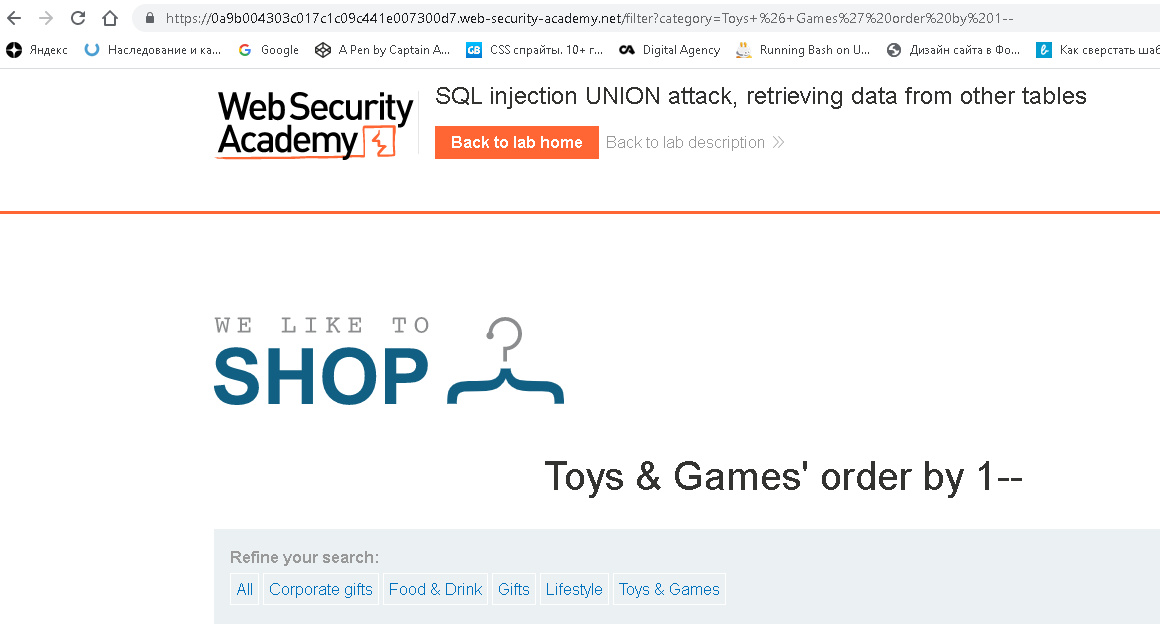 https://0a9b004303c017c1c09c441e007300d7.web-security-academy.net/filter?category=Toys+%26+Games%27%20order%20by%201--
Яндекс Наследование и ка... Google A Pen by Captain A... CSS спрайты. 10+ г... Digital Agency Running Bash on U... Дизайн сайта в Фо... Как сверстать шаб
WebSecurity
Academy
SQL injection UNION attack, retrieving data from other tables
Back to lab home Back to lab description
WE LIKE TO
SHOP
Toys & Games' order by 1--
Refine your search:
All Corporate gifts Food & Drink Gifts Lifestyle Toys & Games